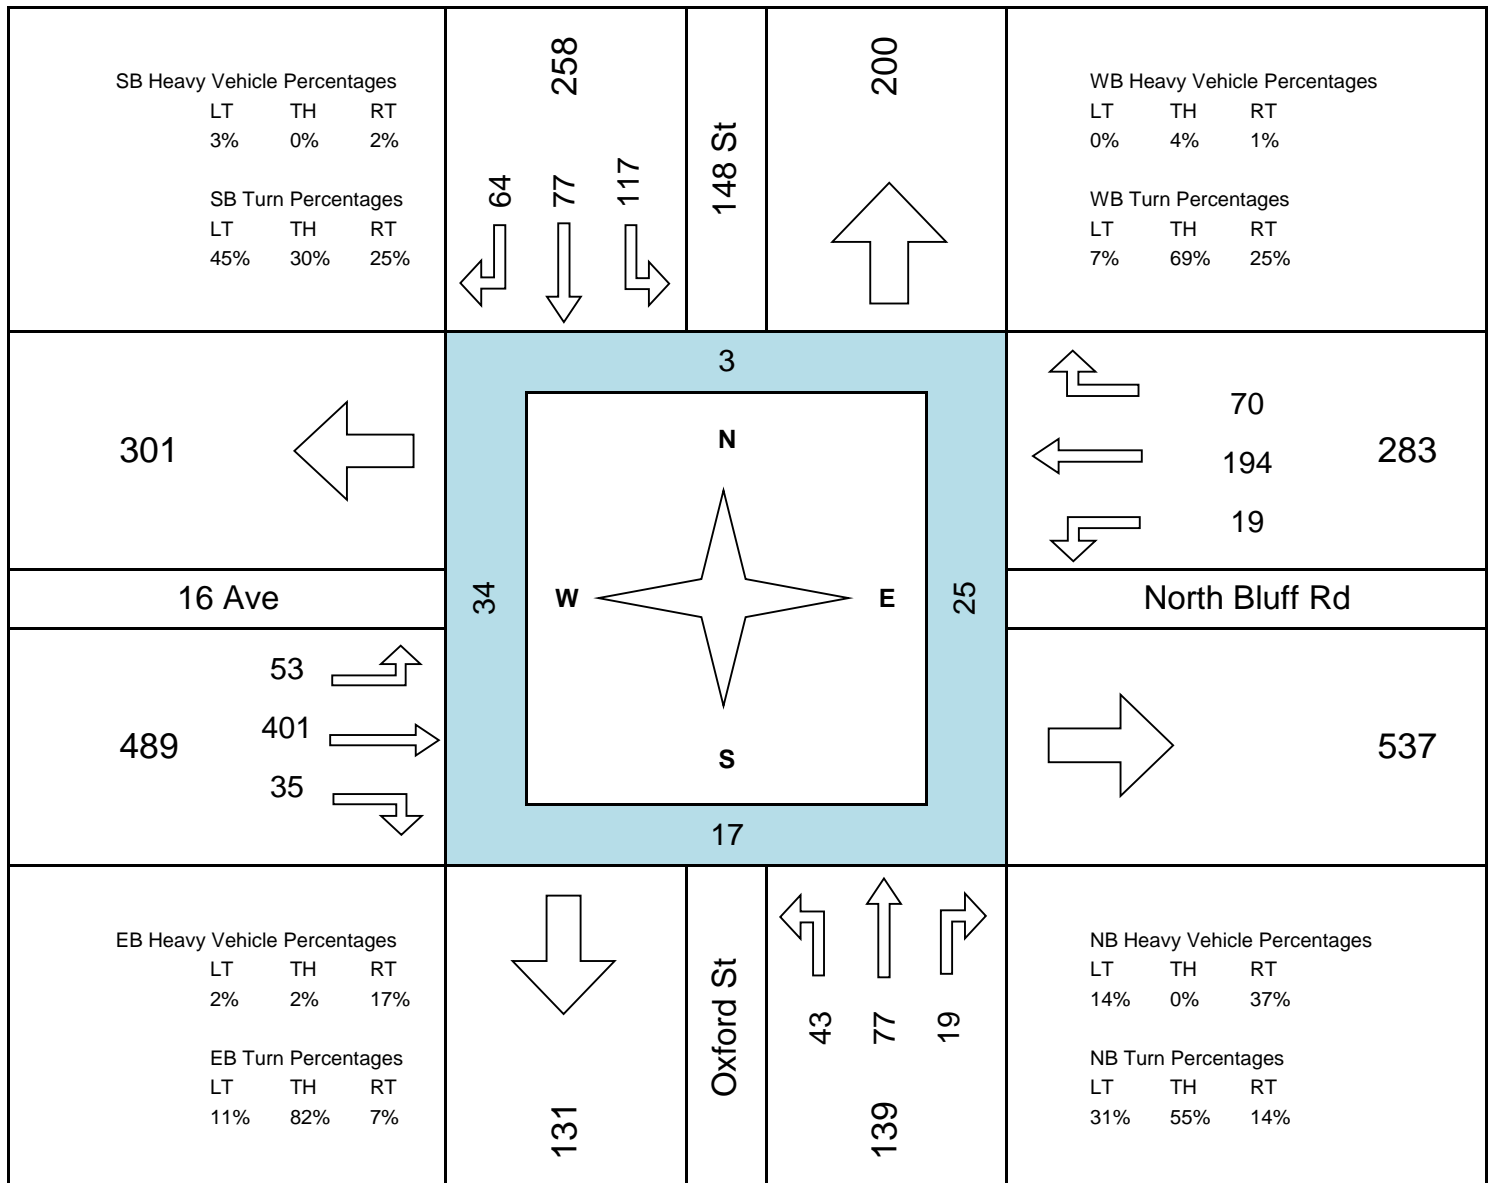 SB Heavy Vehicle Percentages
LT TH RT
3% 0% 2%
SB Turn Percentages
LT TH RT
45% 30% 25%
258
64 77 117
148 St
200
WB Heavy Vehicle Percentages
LT TH RT
0% 4% 1%
WB Turn Percentages
LT TH RT
7% 69% 25%
301
3
N
W E
S
34
25
17
70
194
19
283
16 Ave
North Bluff Rd
53
401
35
489
537
EB Heavy Vehicle Percentages
LT TH RT
2% 2% 17%
EB Turn Percentages
LT TH RT
11% 82% 7%
131
Oxford St
43 77 19
139
NB Heavy Vehicle Percentages
LT TH RT
14% 0% 37%
NB Turn Percentages
LT TH RT
31% 55% 14%